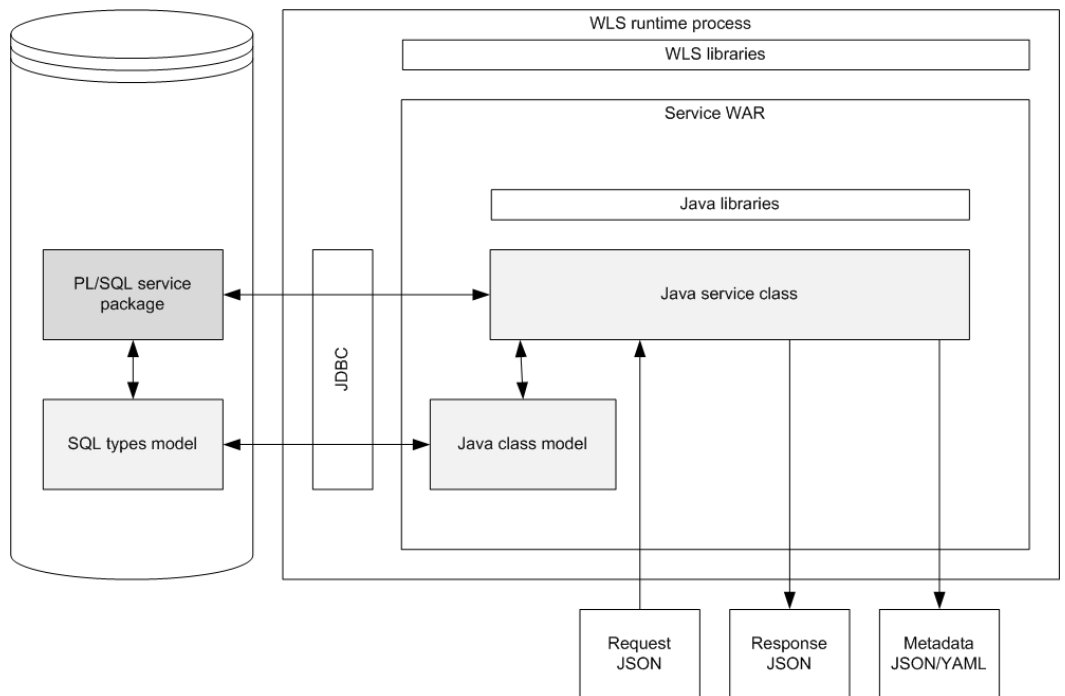 WLS runtime process
WLS libraries
Service WAR
Java libraries
PL/SQL service
package
Java service class
JDBC
SQL types model
Java class model
Request
JSON
Response
JSON
Metadata
JSON/YAML